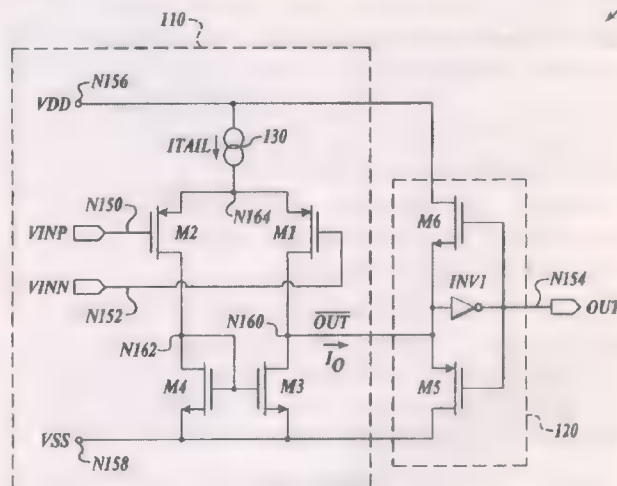 110
N156
VDD
ITAIL
130
N150
N164
M6
VINP
M2
M1
VINN
INV1
N154
OUT
N152
N160
OUT
N162
I_O
M4
M3
M5
VSS
N158
120